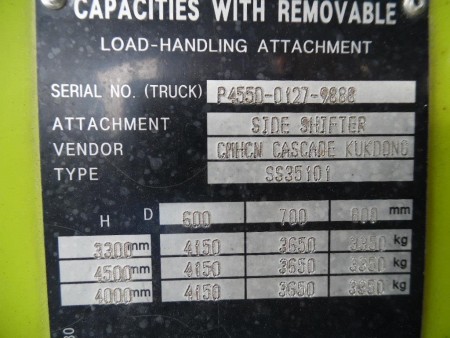 CAPACITIES WITH REMOVABLE
LOAD-HANDLING ATTACHMENT
SERIAL NO. (TRUCK) P455D-0127-9888
ATTACHMENT SIDE SHIFTER
VENDOR CMHCN CASCADE KUKDONG
TYPE SS35101
H D 600 700 800 mm
3300mm 4150 3650 kg
4500mm 4150 3650 kg
4000mm 4150 3650 kg